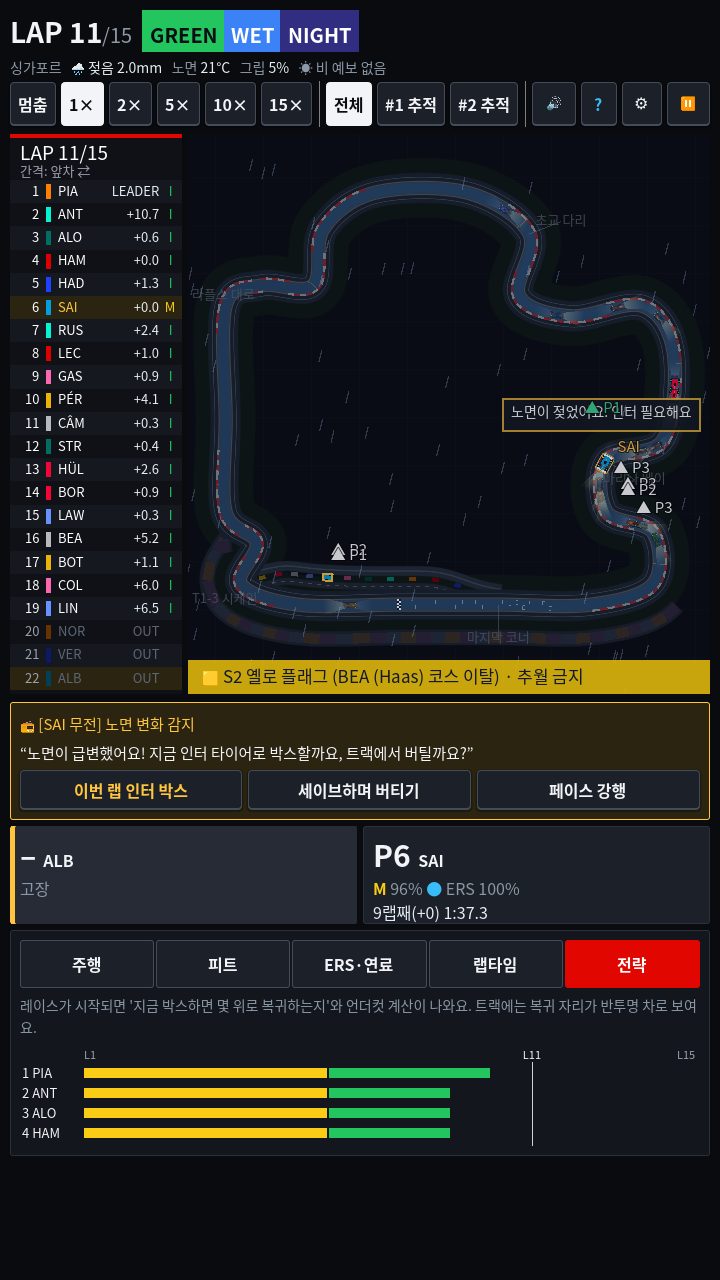 LAP 11/15 GREEN WET NIGHT
싱가포르 젖음 2.0mm 노면 21°C 그립 5% 비 예보 없음
멈춤 1× 2× 5× 10× 15× 전체 #1 추적 #2 추적 ?
LAP 11/15
간격: 앞차 ⇄
1 PIA LEADER I
2 ANT +10.7 I
3 ALO +0.6 I
4 HAM +0.0 I
5 HAD +1.3 I
6 SAI +0.0 M
7 RUS +2.4 I
8 LEC +1.0 I
9 GAS +0.9 I
10 PÉR +4.1 I
11 CÂM +0.3 I
12 STR +0.4 I
13 HÜL +2.6 I
14 BOR +0.9 I
15 LAW +0.3 I
16 BEA +5.2 I
17 BOT +1.1 I
18 COL +6.0 I
19 LIN +6.5 I
20 NOR OUT
21 VER OUT
22 ALB OUT
초교 다리
래플스 대로
노면이 젖었어요! 인터 필요해요
P1
SAI
P3
P2
P3
P1
T1-3 시케인
마지막 코너
S2 옐로 플래그 (BEA (Haas) 코스 이탈) · 추월 금지
[SAI 무전] 노면 변화 감지
“노면이 급변했어요! 지금 인터 타이어로 박스할까요, 트랙에서 버틸까요?”
이번 랩 인터 박스 세이브하며 버티기 페이스 강행
– ALB
고장
P6 SAI
M 96% ERS 100%
9랩째(+0) 1:37.3
주행 피트 ERS·연료 랩타임 전략
레이스가 시작되면 '지금 박스하면 몇 위로 복귀하는지'와 언더컷 계산이 나와요. 트랙에는 복귀 자리가 반투명 차로 보여
요.
L1 L11 L15
1 PIA
2 ANT
3 ALO
4 HAM